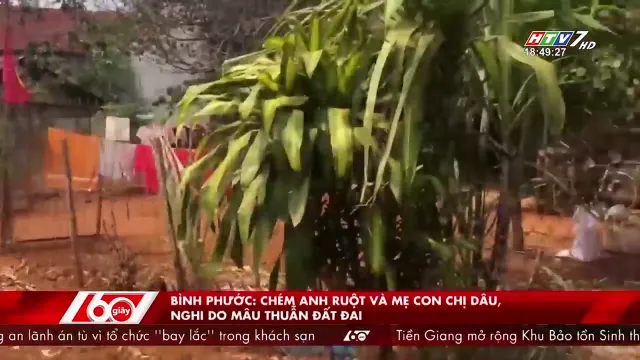 HTV7 HD
18:49:27
60 giây
BÌNH PHƯỚC: CHÉM ANH RUỘT VÀ MẸ CON CHỊ DÂU,
NGHI DO MÂU THUẪN ĐẤT ĐAI
g an lãnh án tù vì tổ chức "bay lắc" trong khách sạn 60giây Tiền Giang mở rộng Khu Bảo tồn Sinh th